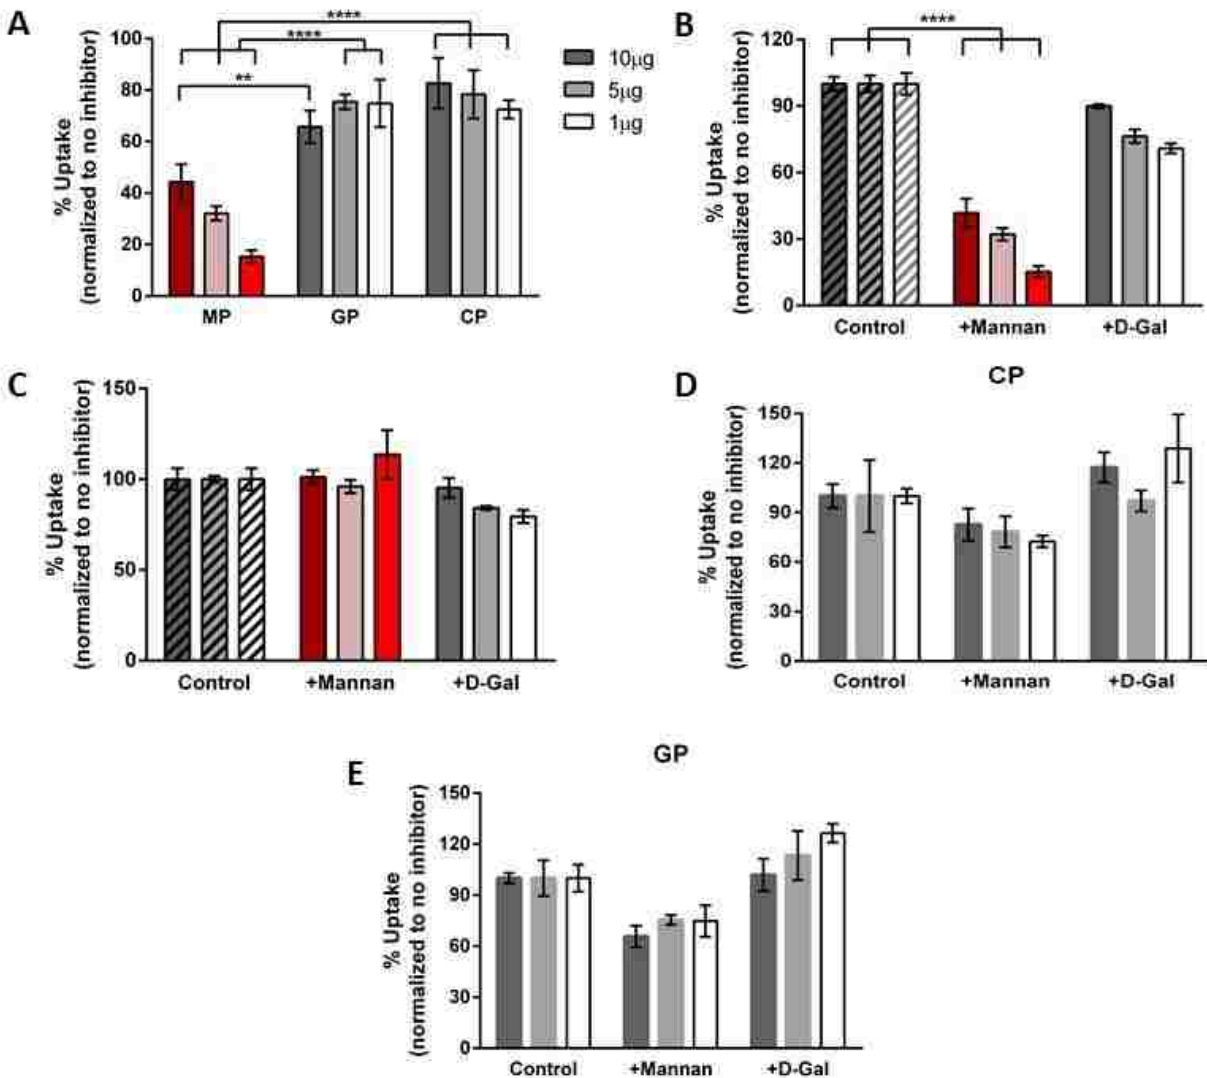 A
****
****
**
100
80
60
40
20
0
% Uptake
(normalized to no inhibitor)
MP GP CP
10µg
5µg
1µg
B
****
120
90
60
30
0
% Uptake
(normalized to no inhibitor)
Control +Mannan +D-Gal
C
150
100
50
0
% Uptake
(normalized to no inhibitor)
Control +Mannan +D-Gal
D
CP
150
120
90
60
30
0
% Uptake
(normalized to no inhibitor)
Control +Mannan +D-Gal
E
GP
150
120
90
60
30
0
% Uptake
(normalized to no inhibitor)
Control +Mannan +D-Gal